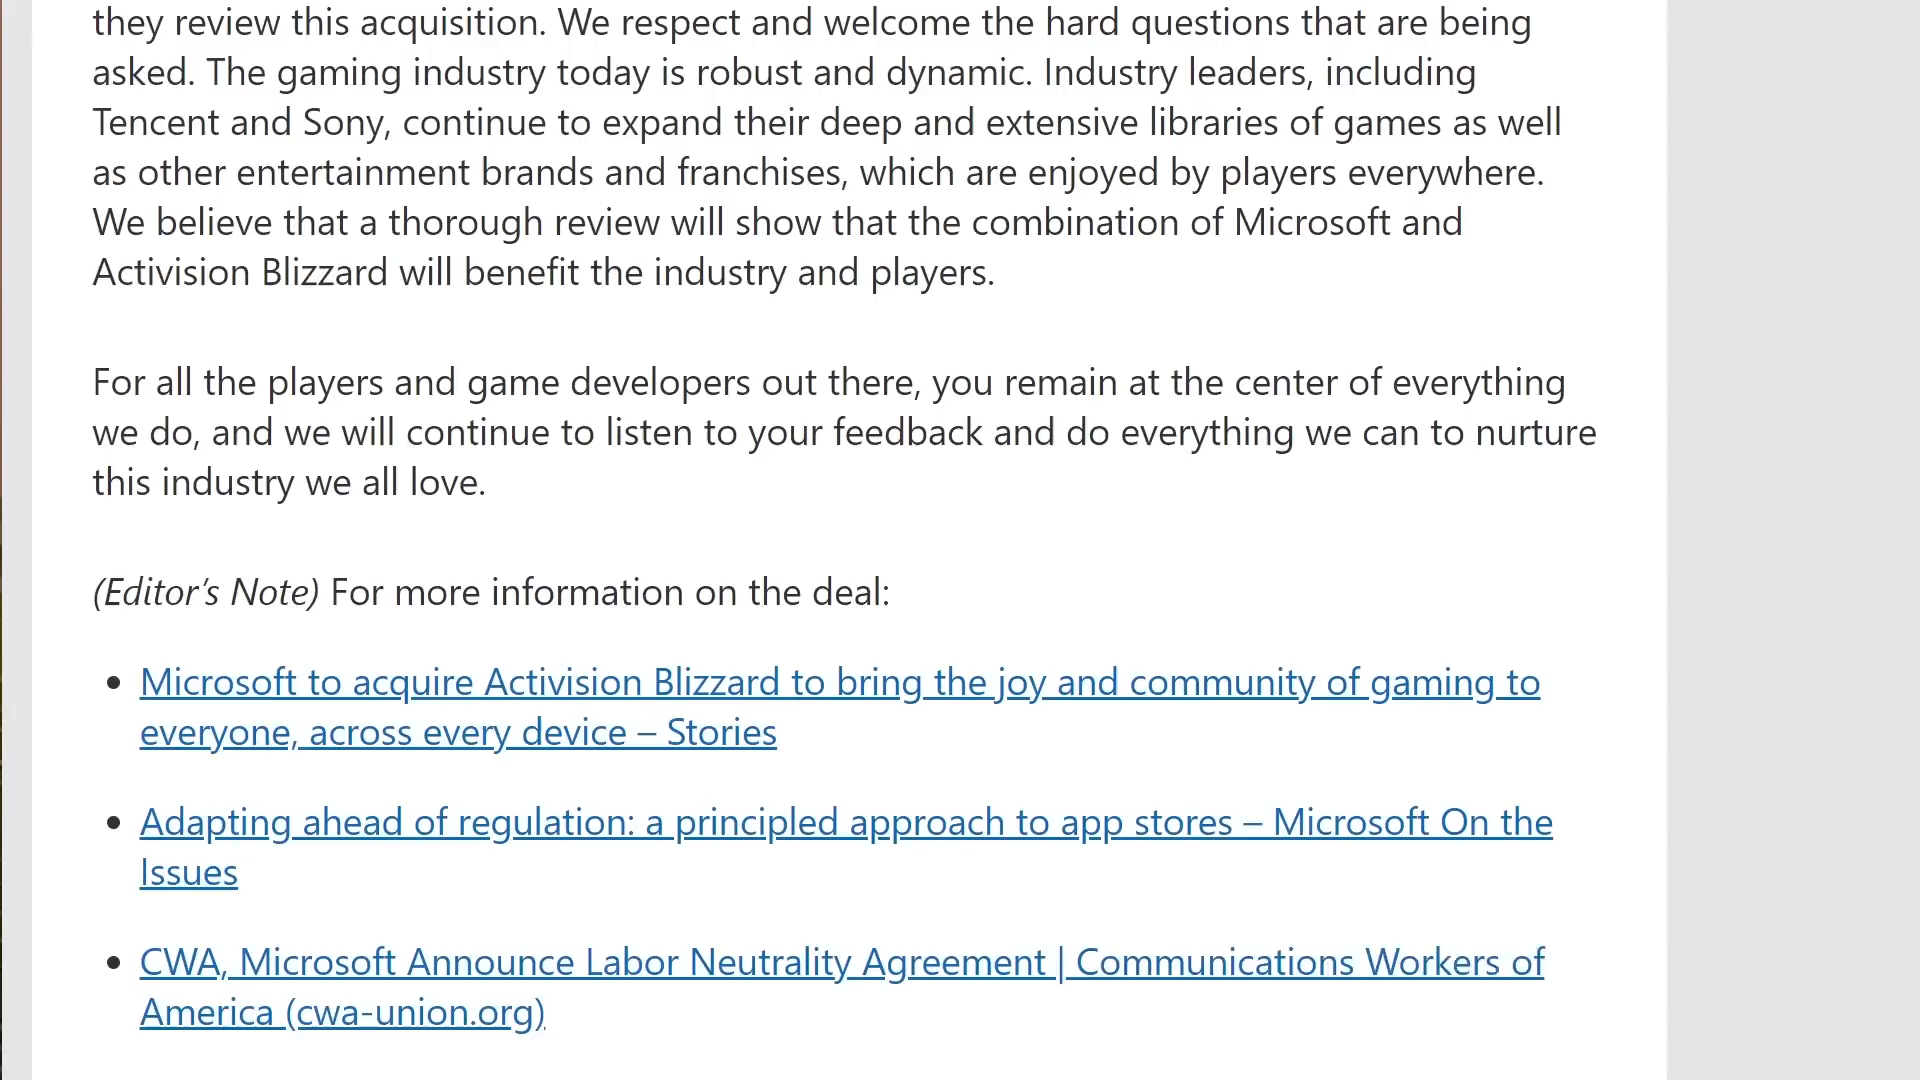 they review this acquisition. We respect and welcome the hard questions that are being
asked. The gaming industry today is robust and dynamic. Industry leaders, including
Tencent and Sony, continue to expand their deep and extensive libraries of games as well
as other entertainment brands and franchises, which are enjoyed by players everywhere.
We believe that a thorough review will show that the combination of Microsoft and
Activision Blizzard will benefit the industry and players.
For all the players and game developers out there, you remain at the center of everything
we do, and we will continue to listen to your feedback and do everything we can to nurture
this industry we all love.
(Editor’s Note) For more information on the deal:
• Microsoft to acquire Activision Blizzard to bring the joy and community of gaming to
everyone, across every device – Stories
• Adapting ahead of regulation: a principled approach to app stores – Microsoft On the
Issues
• CWA, Microsoft Announce Labor Neutrality Agreement | Communications Workers of
America (cwa-union.org)